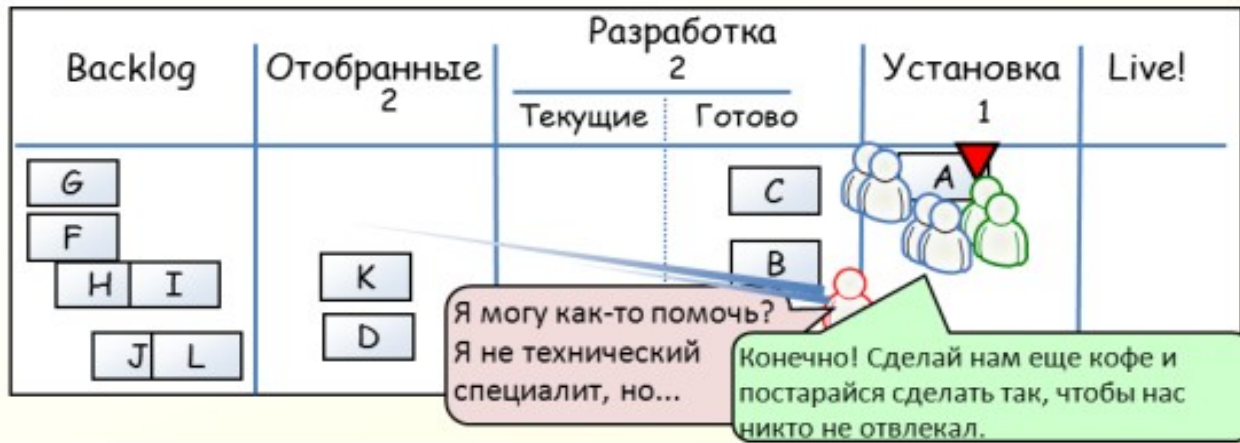 Backlog
Отобранные
2
Разработка
2
Текущие
Готово
Установка
1
Live!
G
F
H
I
J
L
K
D
C
B
A
Я могу как-то помочь?
Я не технический
специалит, но...
Конечно! Сделай нам еще кофе и
постарайся сделать так, чтобы нас
никто не отвлекал.